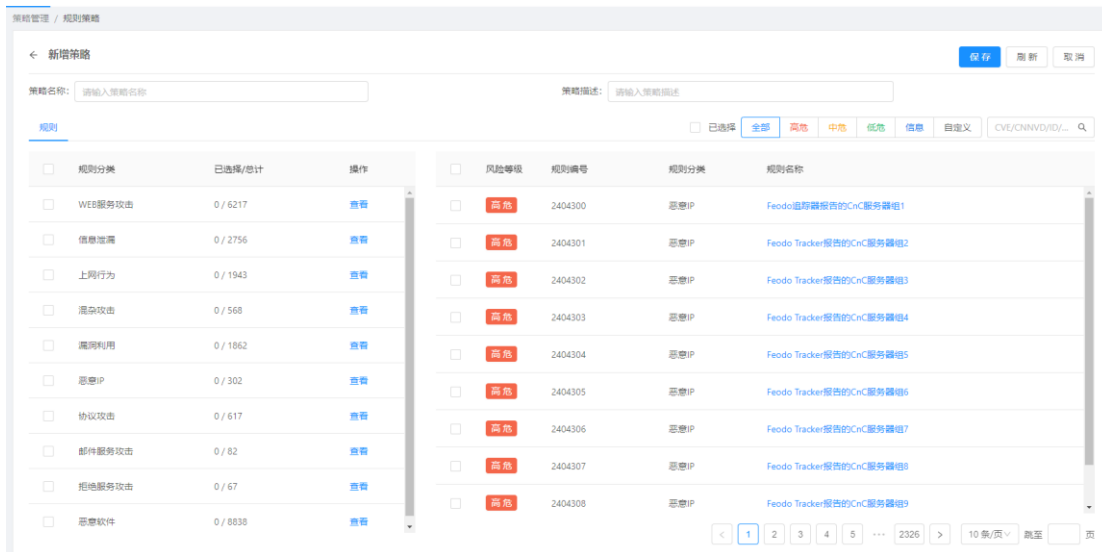 策略管理 / 规则策略
← 新增策略
保 存 刷 新 取 消
策略名称: 请输入策略名称 策略描述: 请输入策略描述
规则 已选择 全部 高危 中危 低危 信息 自定义 CVE/CNNVD/ID/...
规则分类 已选择/总计 操作
WEB服务攻击 0 / 6217 查看
信息泄漏 0 / 2756 查看
上网行为 0 / 1943 查看
混杂攻击 0 / 568 查看
漏洞利用 0 / 1862 查看
恶意IP 0 / 302 查看
协议攻击 0 / 617 查看
邮件服务攻击 0 / 82 查看
拒绝服务攻击 0 / 67 查看
恶意软件 0 / 8838 查看
风险等级 规则编号 规则分类 规则名称
高 危 2404300 恶意IP Feodo追踪器报告的CnC服务器组1
高 危 2404301 恶意IP Feodo Tracker报告的CnC服务器组2
高 危 2404302 恶意IP Feodo Tracker报告的CnC服务器组3
高 危 2404303 恶意IP Feodo Tracker报告的CnC服务器组4
高 危 2404304 恶意IP Feodo Tracker报告的CnC服务器组5
高 危 2404305 恶意IP Feodo Tracker报告的CnC服务器组6
高 危 2404306 恶意IP Feodo Tracker报告的CnC服务器组7
高 危 2404307 恶意IP Feodo Tracker报告的CnC服务器组8
高 危 2404308 恶意IP Feodo Tracker报告的CnC服务器组9
< 1 2 3 4 5 ··· 2326 > 10 条/页 跳至 页